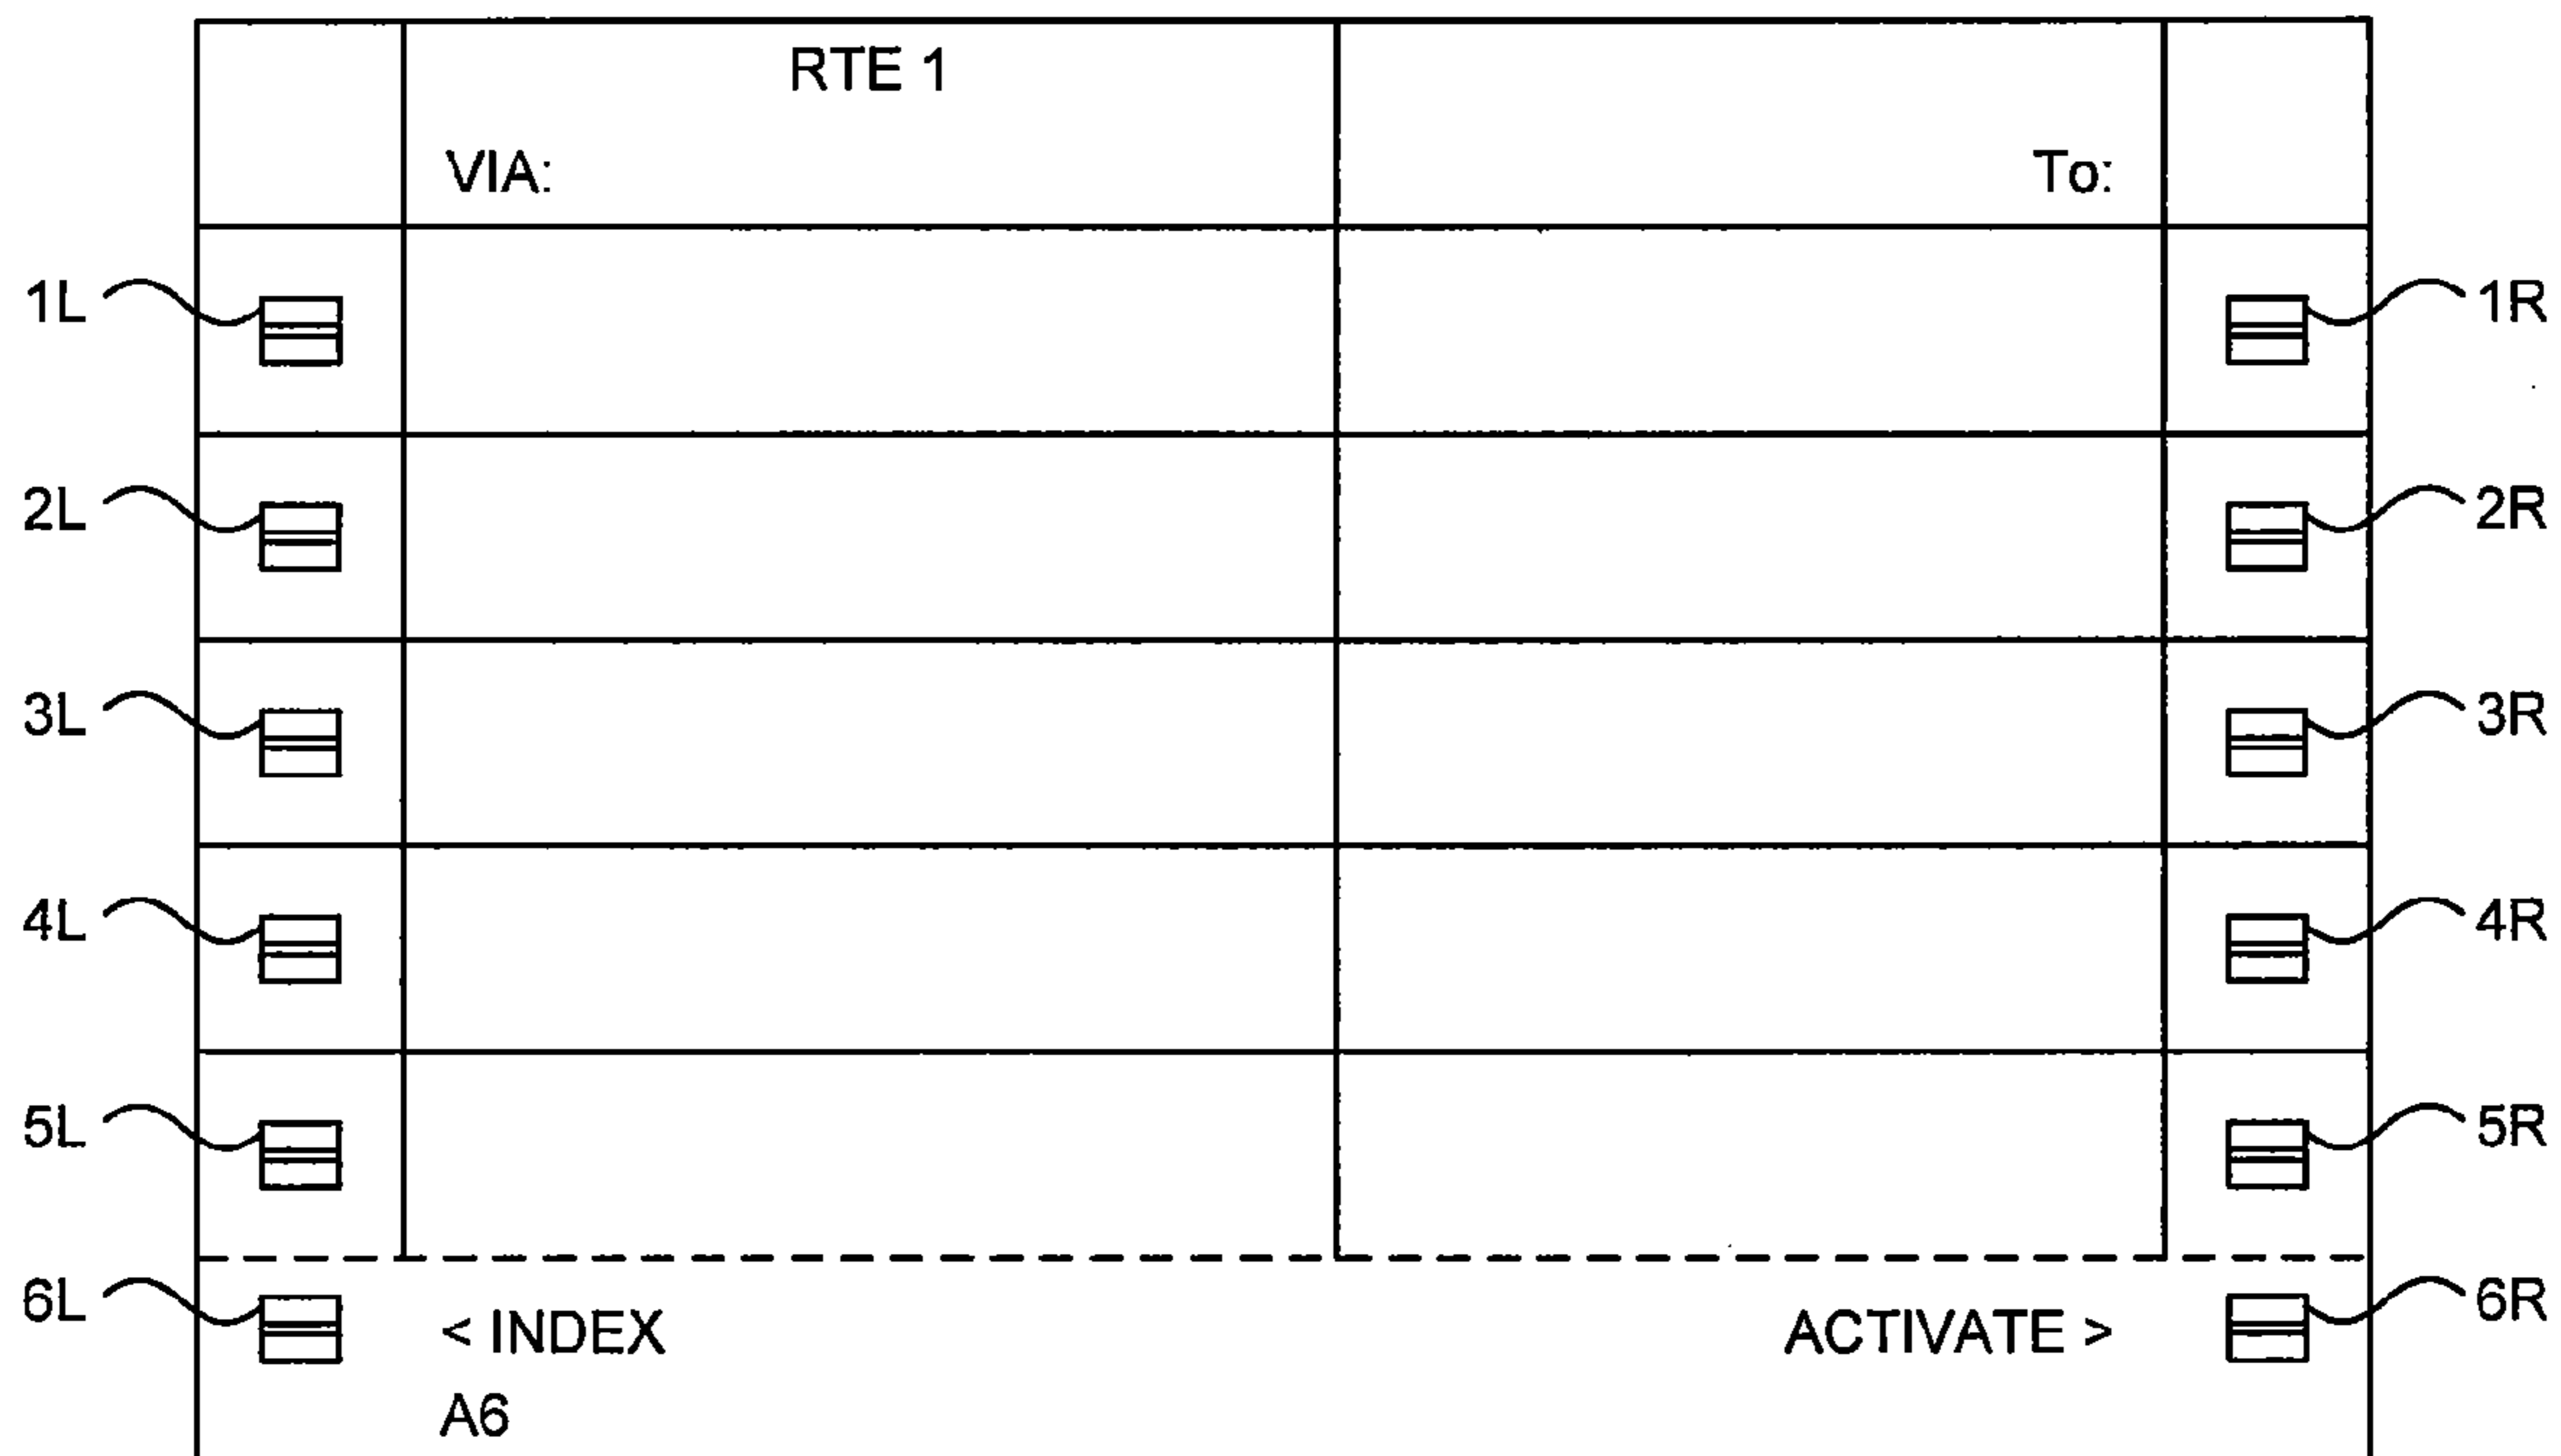 RTE 1
VIA: To:
1L 1R
2L 2R
3L 3R
4L 4R
5L 5R
6L < INDEX ACTIVATE > 6R
A6